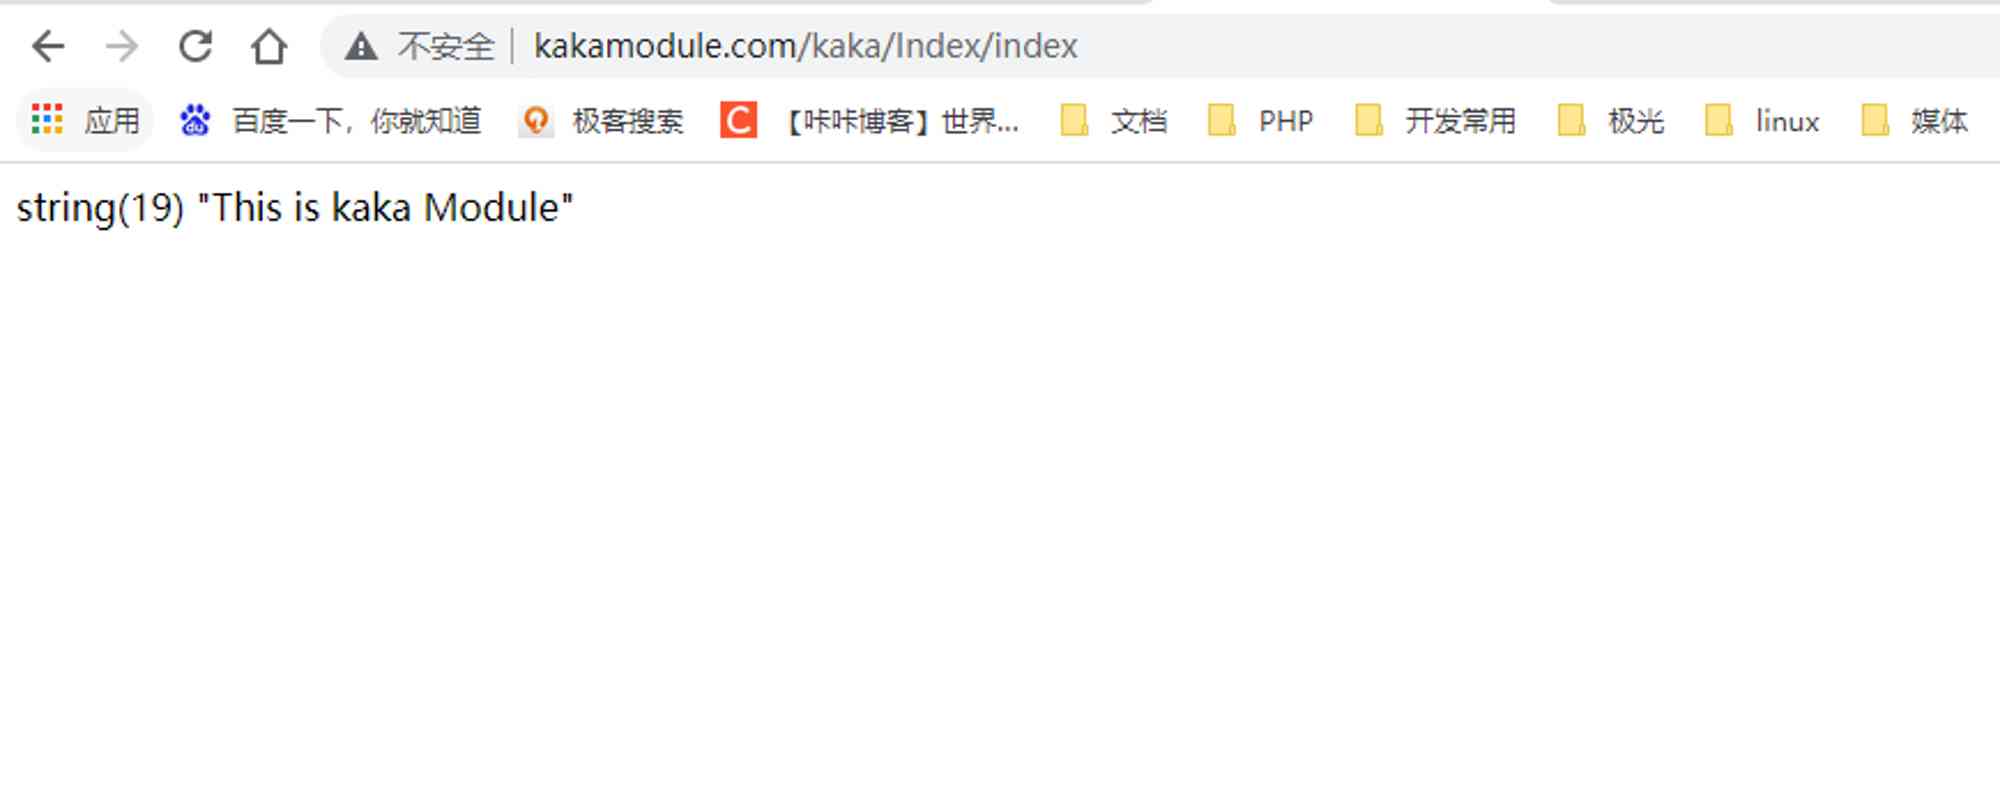 不安全 | kakamodule.com/kaka/Index/index
应用 百度一下，你就知道 极客搜索 C 【咔咔博客】世界... 文档 PHP 开发常用 极光 linux 媒体
string(19) "This is kaka Module"